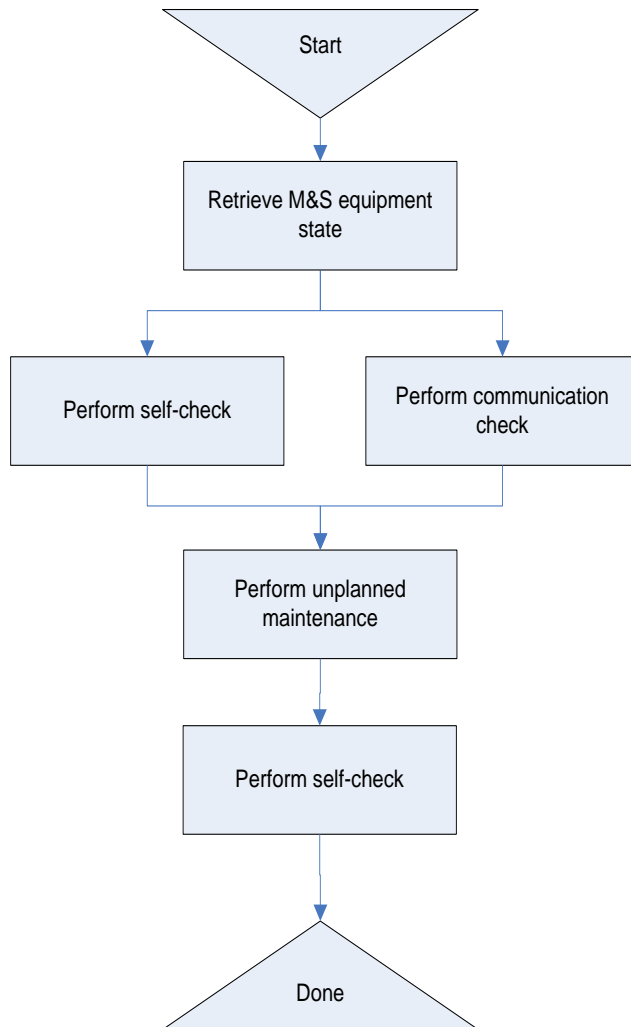 Start
Retrieve M&S equipment
state
Perform self-check
Perform communication
check
Perform unplanned
maintenance
Perform self-check
Done